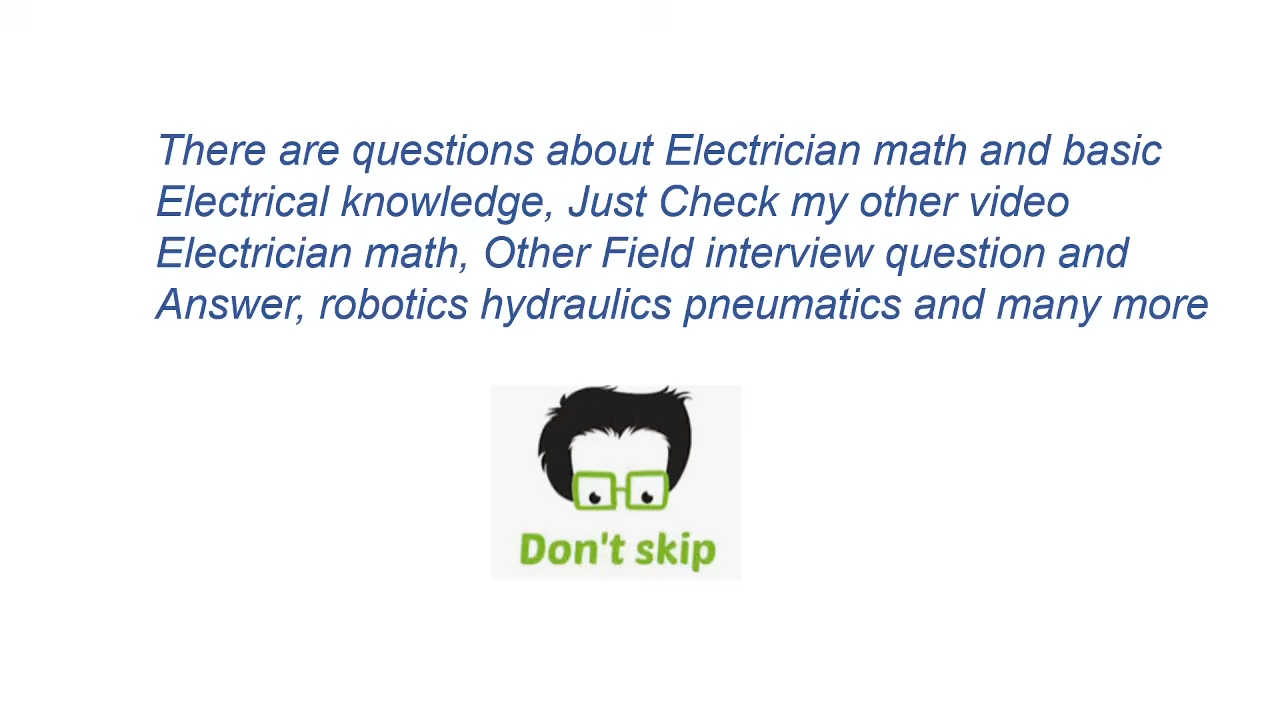 There are questions about Electrician math and basic
Electrical knowledge, Just Check my other video
Electrician math, Other Field interview question and
Answer, robotics hydraulics pneumatics and many more
Don't skip